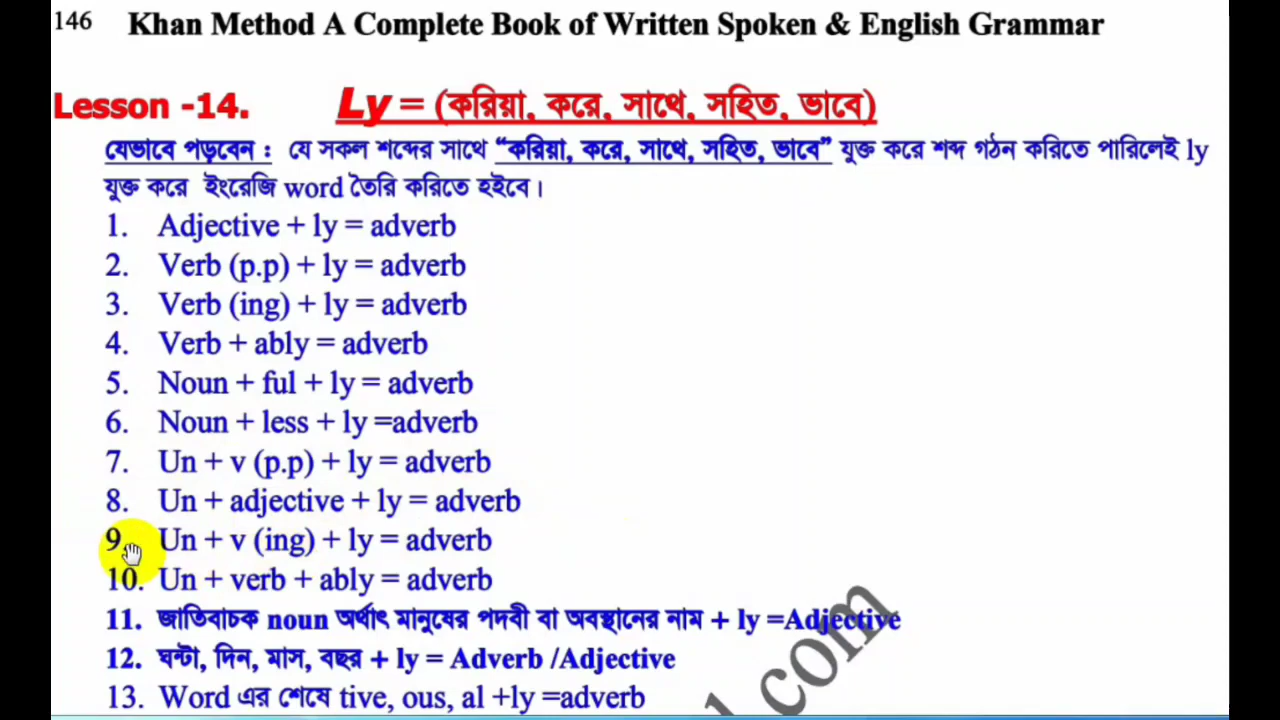 146 Khan Method A Complete Book of Written Spoken & English Grammar
Lesson -14. Ly = (করিয়া, করে, সাথে, সহিত, ভাবে)
যেভাবে পড়বেন : যে সকল শব্দের সাথে “করিয়া, করে, সাথে, সহিত, ভাবে” যুক্ত করে শব্দ গঠন করিতে পারিলেই ly
যুক্ত করে ইংরেজি word তৈরি করিতে হইবে।
1. Adjective + ly = adverb
2. Verb (p.p) + ly = adverb
3. Verb (ing) + ly = adverb
4. Verb + ably = adverb
5. Noun + ful + ly = adverb
6. Noun + less + ly =adverb
7. Un + v (p.p) + ly = adverb
8. Un + adjective + ly = adverb
9. Un + v (ing) + ly = adverb
10. Un + verb + ably = adverb
11. জাতিবাচক noun অর্থাৎ মানুষের পদবী বা অবস্থানের নাম + ly =Adjective
12. ঘন্টা, দিন, মাস, বছর + ly = Adverb /Adjective
13. Word এর শেষে tive, ous, al +ly =adverb
l.com